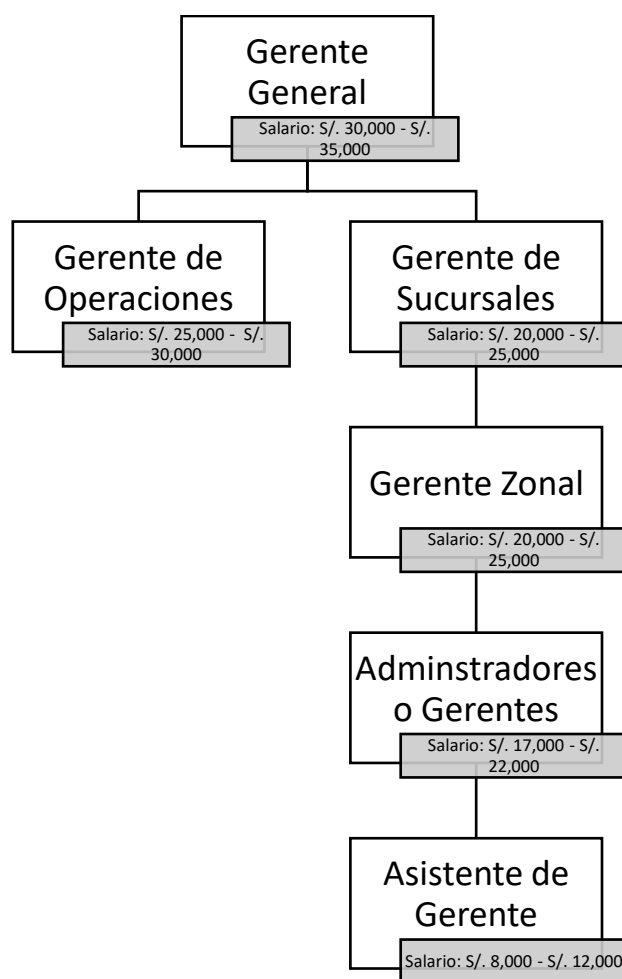 Gerente
General
Salario: S/. 30,000 - S/.
35,000
Gerente de
Operaciones
Salario: S/. 25,000 - S/.
30,000
Gerente de
Sucursales
Salario: S/. 20,000 - S/.
25,000
Gerente Zonal
Salario: S/. 20,000 - S/.
25,000
Adminstradores
o Gerentes
Salario: S/. 17,000 - S/.
22,000
Asistente de
Gerente
Salario: S/. 8,000 - S/. 12,000